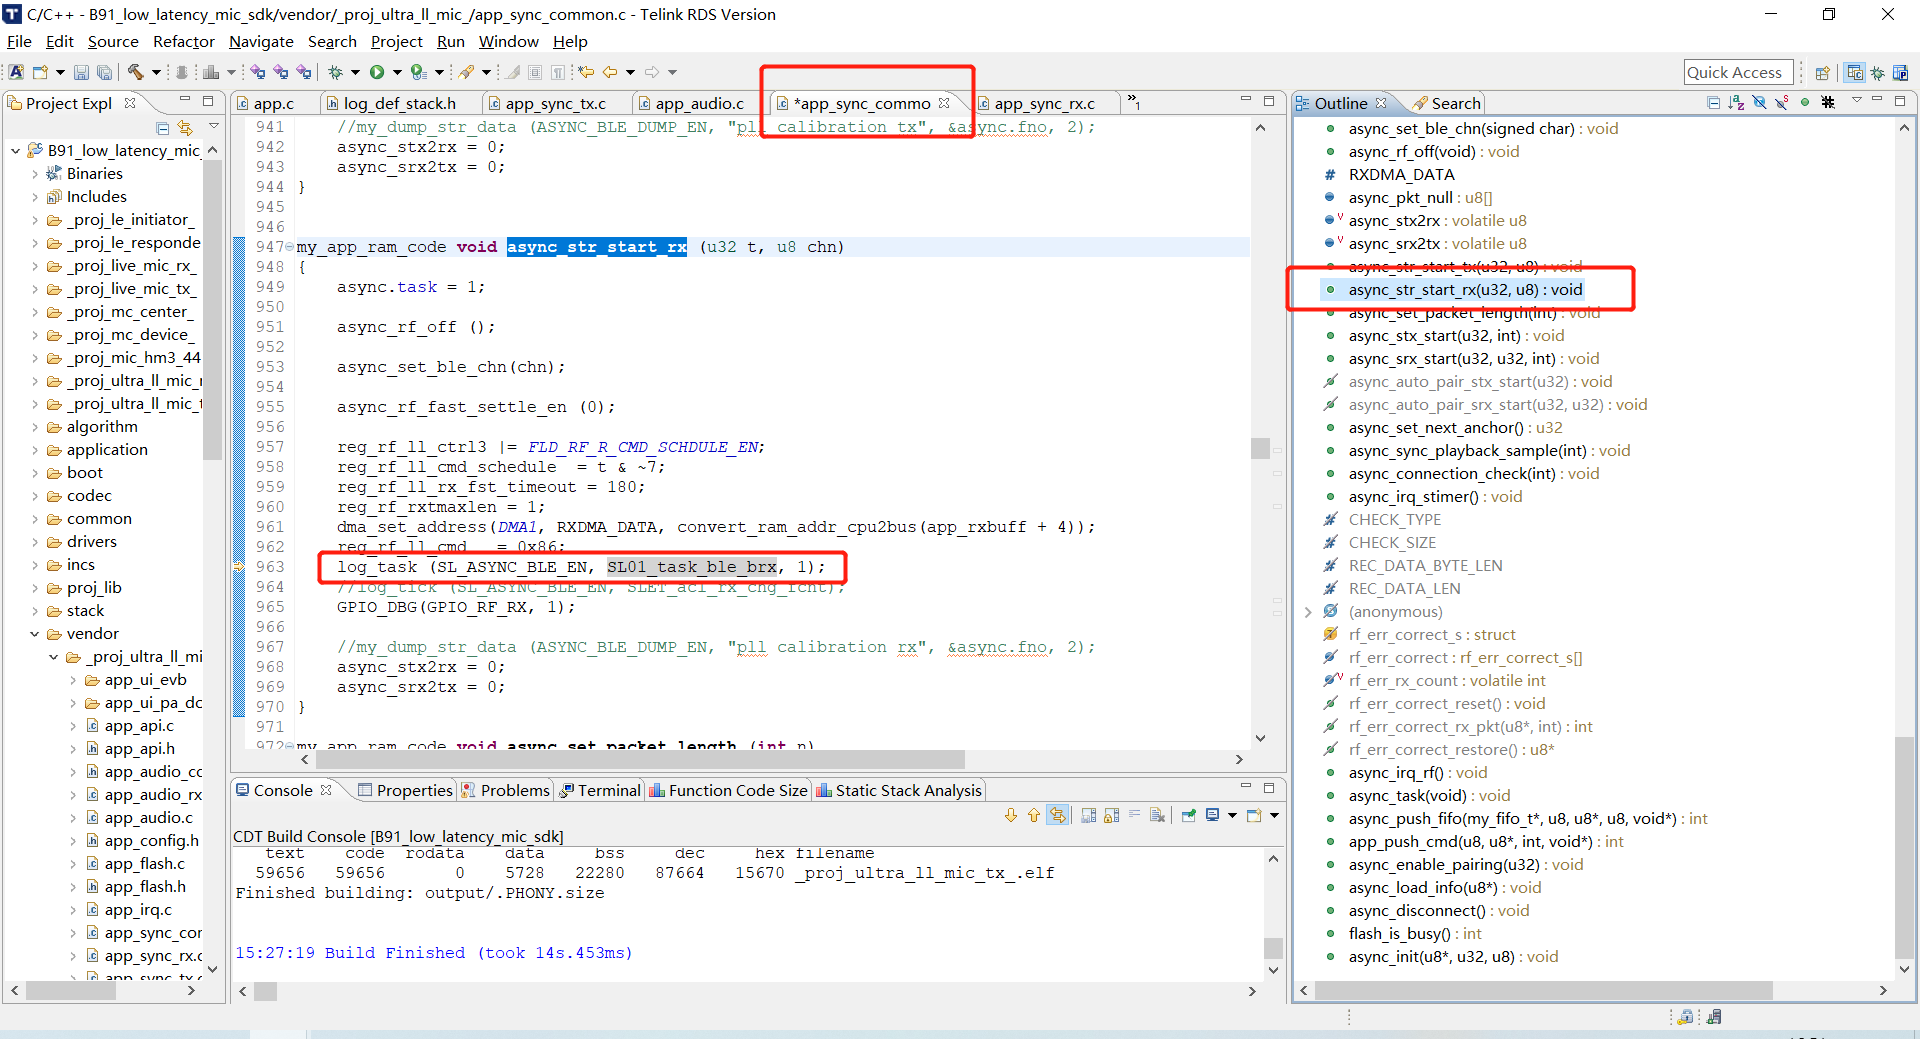 C/C++ - B91_low_latency_mic_sdk/vendor/_proj_ultra_ll_mic_/app_sync_common.c - Telink RDS Version
File Edit Source Refactor Navigate Search Project Run Window Help
Quick Access
Project Expl
B91_low_latency_mic_
Binaries
Includes
_proj_le_initiator_
_proj_le_responde
_proj_live_mic_rx_
_proj_live_mic_tx_
_proj_mc_center_
_proj_mc_device_
_proj_mic_hm3_44
_proj_ultra_ll_mic_r
_proj_ultra_ll_mic_t
algorithm
application
boot
codec
common
drivers
incs
proj_lib
stack
vendor
_proj_ultra_ll_mi
app_ui_evb
app_ui_pa_dc
app_api.c
app_api.h
app_audio_cc
app_audio_rx
app_audio.c
app_config.h
app_flash.c
app_flash.h
app_irq.c
app_sync_cor
app_sync_rx.c
app_sync_tx.c
app.c log_def_stack.h app_sync_tx.c app_audio.c *app_sync_commo app_sync_rx.c »1
941 //my_dump_str_data (ASYNC_BLE_DUMP_EN, "pll calibration tx", &async.fno, 2);
942 async_stx2rx = 0;
943 async_srx2tx = 0;
944 }
945
946
947 my_app_ram_code void async_str_start_rx (u32 t, u8 chn)
948 {
949 async.task = 1;
950
951 async_rf_off ();
952
953 async_set_ble_chn(chn);
954
955 async_rf_fast_settle_en (0);
956
957 reg_rf_ll_ctrl3 |= FLD_RF_R_CMD_SCHDULE_EN;
958 reg_rf_ll_cmd_schedule = t & ~7;
959 reg_rf_ll_rx_fst_timeout = 180;
960 reg_rf_rxtmaxlen = 1;
961 dma_set_address(DMA1, RXDMA_DATA, convert_ram_addr_cpu2bus(app_rxbuff + 4));
962 reg_rf_ll_cmd = 0x86;
963 log_task (SL_ASYNC_BLE_EN, SL01_task_ble_brx, 1);
964 //log_tick (SL_ASYNC_BLE_EN, SLET_acl_rx_chg_fcnt);
965 GPIO_DBG(GPIO_RF_RX, 1);
966
967 //my_dump_str_data (ASYNC_BLE_DUMP_EN, "pll calibration rx", &async.fno, 2);
968 async_stx2rx = 0;
969 async_srx2tx = 0;
970 }
971
972 my_app_ram_code void async_set_packet_length (int n)
Console Properties Problems Terminal Function Code Size Static Stack Analysis
CDT Build Console [B91_low_latency_mic_sdk]
text code rodata data bss dec hex filename
59656 59656 0 5728 22280 87664 15670 _proj_ultra_ll_mic_tx_.elf
Finished building: output/.PHONY.size
15:27:19 Build Finished (took 14s.453ms)
Outline Search
async_set_ble_chn(signed char) : void
async_rf_off(void) : void
RXDMA_DATA
async_pkt_null : u8[]
async_stx2rx : volatile u8
async_srx2tx : volatile u8
async_str_start_tx(u32, u8) : void
async_str_start_rx(u32, u8) : void
async_set_packet_length(int) : void
async_stx_start(u32, int) : void
async_srx_start(u32, u32, int) : void
async_auto_pair_stx_start(u32) : void
async_auto_pair_srx_start(u32, u32) : void
async_set_next_anchor() : u32
async_sync_playback_sample(int) : void
async_connection_check(int) : void
async_irq_stimer() : void
CHECK_TYPE
CHECK_SIZE
REC_DATA_BYTE_LEN
REC_DATA_LEN
(anonymous)
rf_err_correct_s : struct
rf_err_correct : rf_err_correct_s[]
rf_err_rx_count : volatile int
rf_err_correct_reset() : void
rf_err_correct_rx_pkt(u8*, int) : int
rf_err_correct_restore() : u8*
async_irq_rf() : void
async_task(void) : void
async_push_fifo(my_fifo_t*, u8, u8*, u8, void*) : int
app_push_cmd(u8, u8*, int, void*) : int
async_enable_pairing(u32) : void
async_load_info(u8*) : void
async_disconnect() : void
flash_is_busy() : int
async_init(u8*, u32, u8) : void